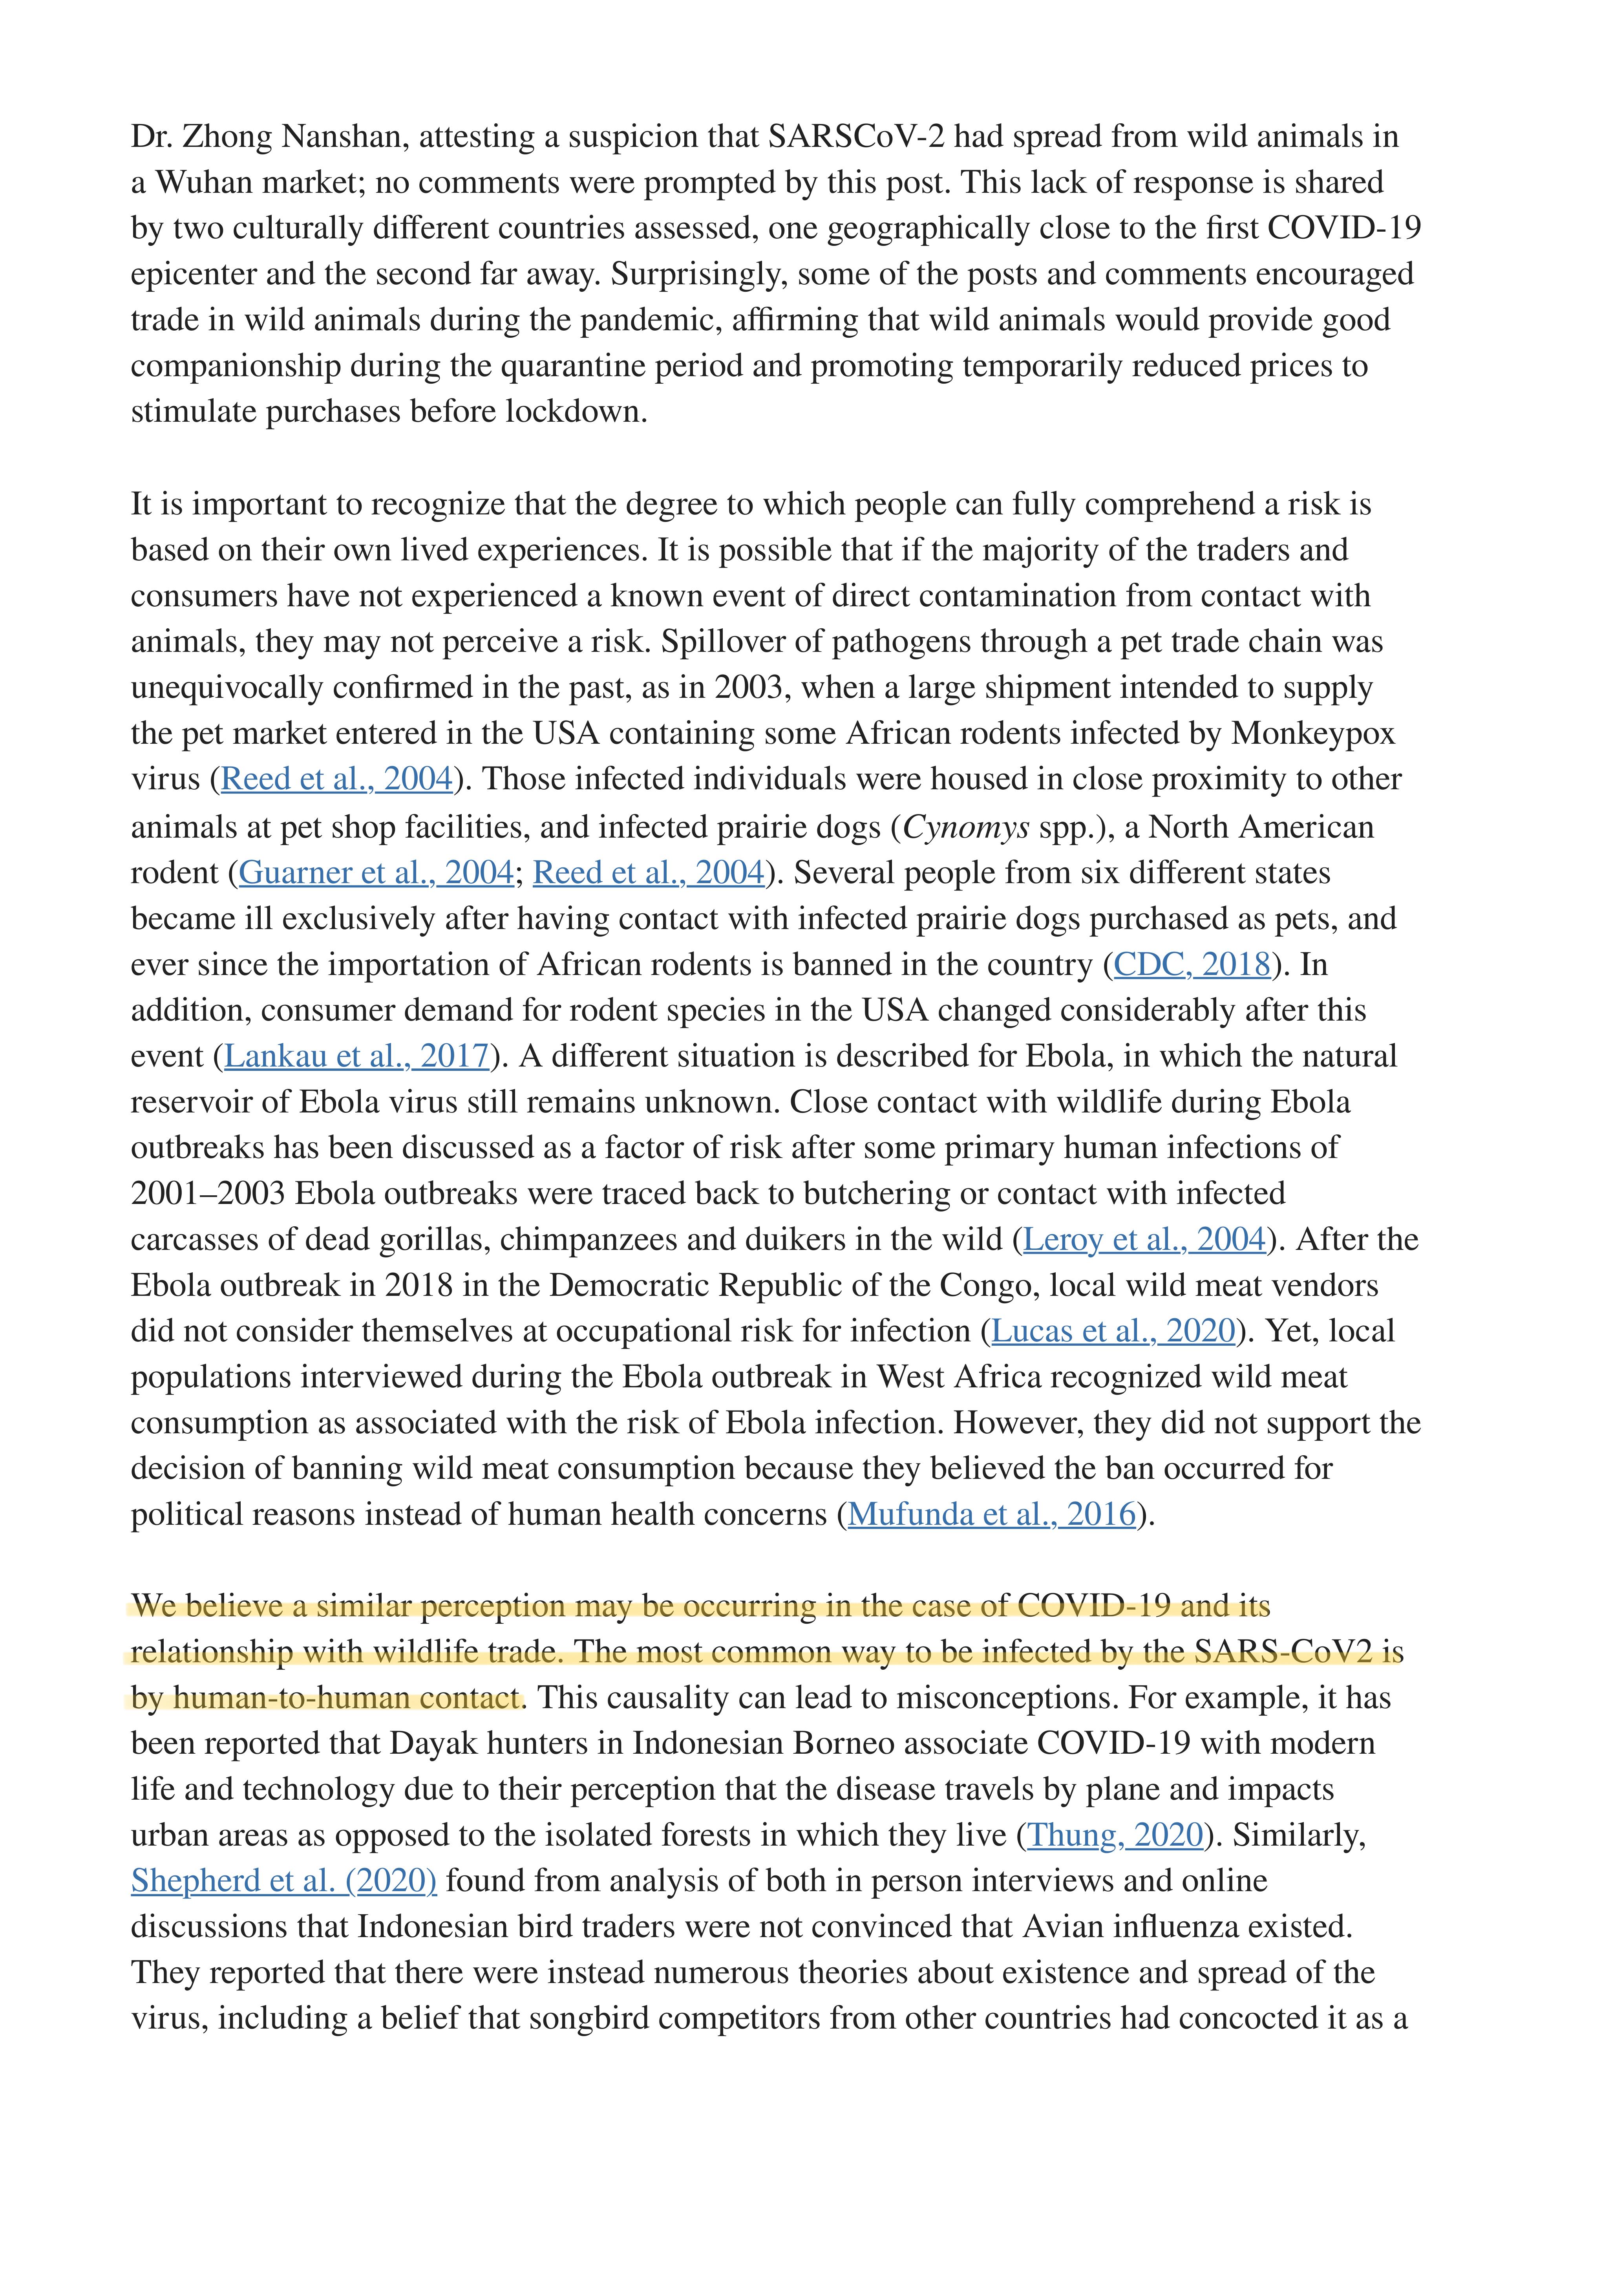 Dr. Zhong Nanshan, attesting a suspicion that SARSCoV-2 had spread from wild animals in
a Wuhan market; no comments were prompted by this post. This lack of response is shared
by two culturally different countries assessed, one geographically close to the first COVID-19
epicenter and the second far away. Surprisingly, some of the posts and comments encouraged
trade in wild animals during the pandemic, affirming that wild animals would provide good
companionship during the quarantine period and promoting temporarily reduced prices to
stimulate purchases before lockdown.
It is important to recognize that the degree to which people can fully comprehend a risk is
based on their own lived experiences. It is possible that if the majority of the traders and
consumers have not experienced a known event of direct contamination from contact with
animals, they may not perceive a risk. Spillover of pathogens through a pet trade chain was
unequivocally confirmed in the past, as in 2003, when a large shipment intended to supply
the pet market entered in the USA containing some African rodents infected by Monkeypox
virus (Reed et al., 2004). Those infected individuals were housed in close proximity to other
animals at pet shop facilities, and infected prairie dogs (Cynomys spp.), a North American
rodent (Guarner et al., 2004; Reed et al., 2004). Several people from six different states
became ill exclusively after having contact with infected prairie dogs purchased as pets, and
ever since the importation of African rodents is banned in the country (CDC, 2018). In
addition, consumer demand for rodent species in the USA changed considerably after this
event (Lankau et al., 2017). A different situation is described for Ebola, in which the natural
reservoir of Ebola virus still remains unknown. Close contact with wildlife during Ebola
outbreaks has been discussed as a factor of risk after some primary human infections of
2001–2003 Ebola outbreaks were traced back to butchering or contact with infected
carcasses of dead gorillas, chimpanzees and duikers in the wild (Leroy et al., 2004). After the
Ebola outbreak in 2018 in the Democratic Republic of the Congo, local wild meat vendors
did not consider themselves at occupational risk for infection (Lucas et al., 2020). Yet, local
populations interviewed during the Ebola outbreak in West Africa recognized wild meat
consumption as associated with the risk of Ebola infection. However, they did not support the
decision of banning wild meat consumption because they believed the ban occurred for
political reasons instead of human health concerns (Mufunda et al., 2016).
We believe a similar perception may be occurring in the case of COVID-19 and its
relationship with wildlife trade. The most common way to be infected by the SARS-CoV2 is
by human-to-human contact. This causality can lead to misconceptions. For example, it has
been reported that Dayak hunters in Indonesian Borneo associate COVID-19 with modern
life and technology due to their perception that the disease travels by plane and impacts
urban areas as opposed to the isolated forests in which they live (Thung, 2020). Similarly,
Shepherd et al. (2020) found from analysis of both in person interviews and online
discussions that Indonesian bird traders were not convinced that Avian influenza existed.
They reported that there were instead numerous theories about existence and spread of the
virus, including a belief that songbird competitors from other countries had concocted it as a